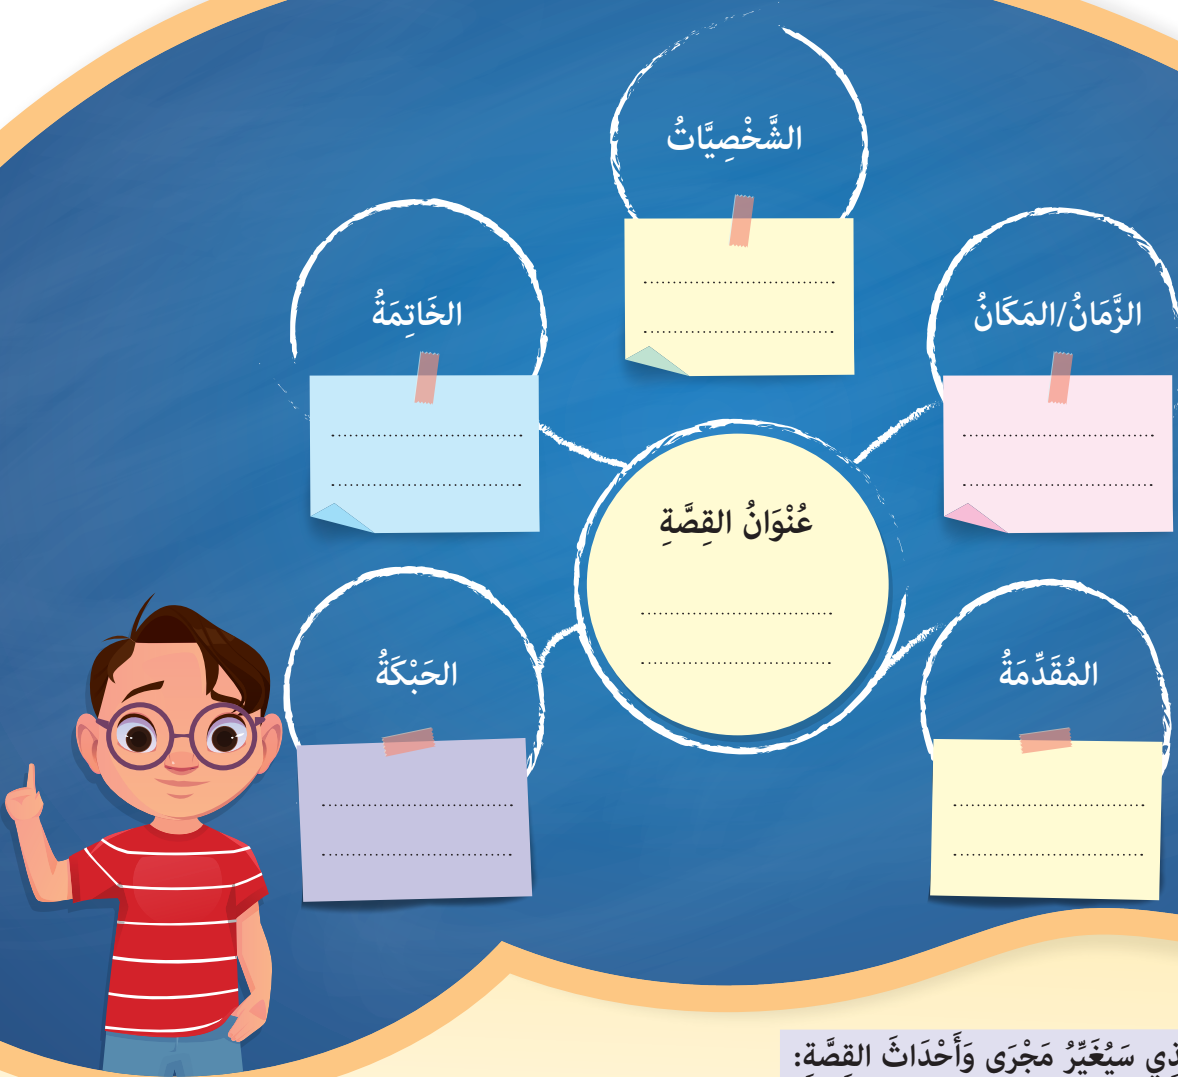 الشَّخْصِيَّاتُ
الزَّمَانُ/المَكَانُ
الخَاتِمَةُ
عُنْوَانُ القِصَّةِ
المُقَدِّمَةُ
الحَبْكَةُ
سَيُغَيِّرُ مَجْرَى وَأَحْدَاثَ القِصَّةِ: